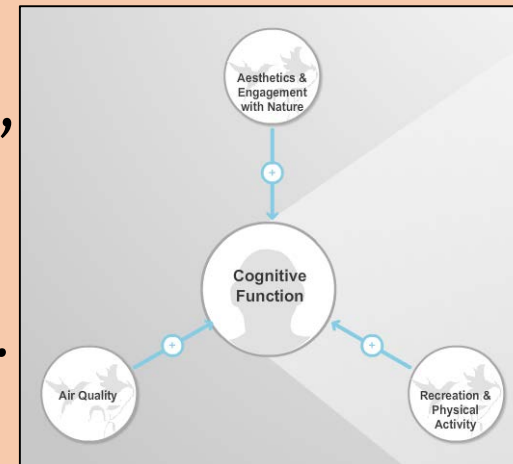 Aesthetics &
Engagement
with Nature
,
+
Cognitive
Function
.
+
+
Air Quality
Recreation &
Physical
Activity